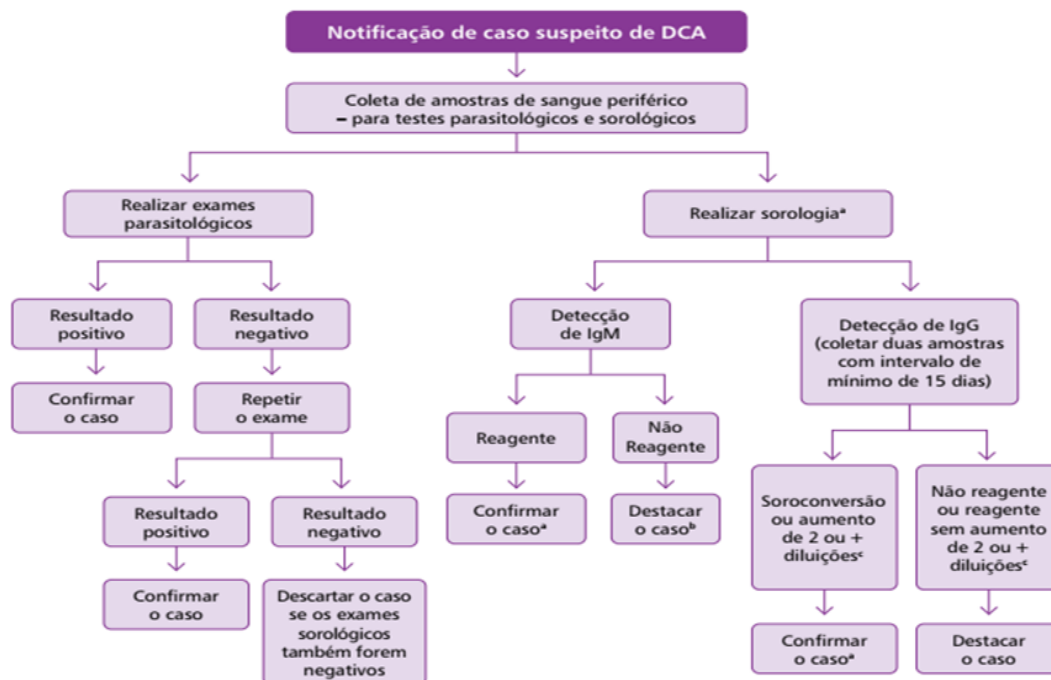 Notificação de caso suspeito de DCA
Coleta de amostras de sangue periférico
– para testes parasitológicos e sorológicos
Realizar exames
parasitológicos
Realizar sorologiaª
Resultado
positivo
Resultado
negativo
Detecção
de IgM
Detecção de IgG
(coletar duas amostras
com intervalo de
mínimo de 15 dias)
Confirmar
o caso
Repetir
o exame
Reagente
Não
Reagente
Resultado
positivo
Resultado
negativo
Confirmar
o casoª
Destacar
o casoᵇ
Soroconversão
ou aumento
de 2 ou +
diluiçõesᶜ
Não reagente
ou reagente
sem aumento
de 2 ou +
diluiçõesᶜ
Confirmar
o caso
Descartar o caso
se os exames
sorológicos
também forem
negativos
Confirmar
o casoª
Destacar
o caso